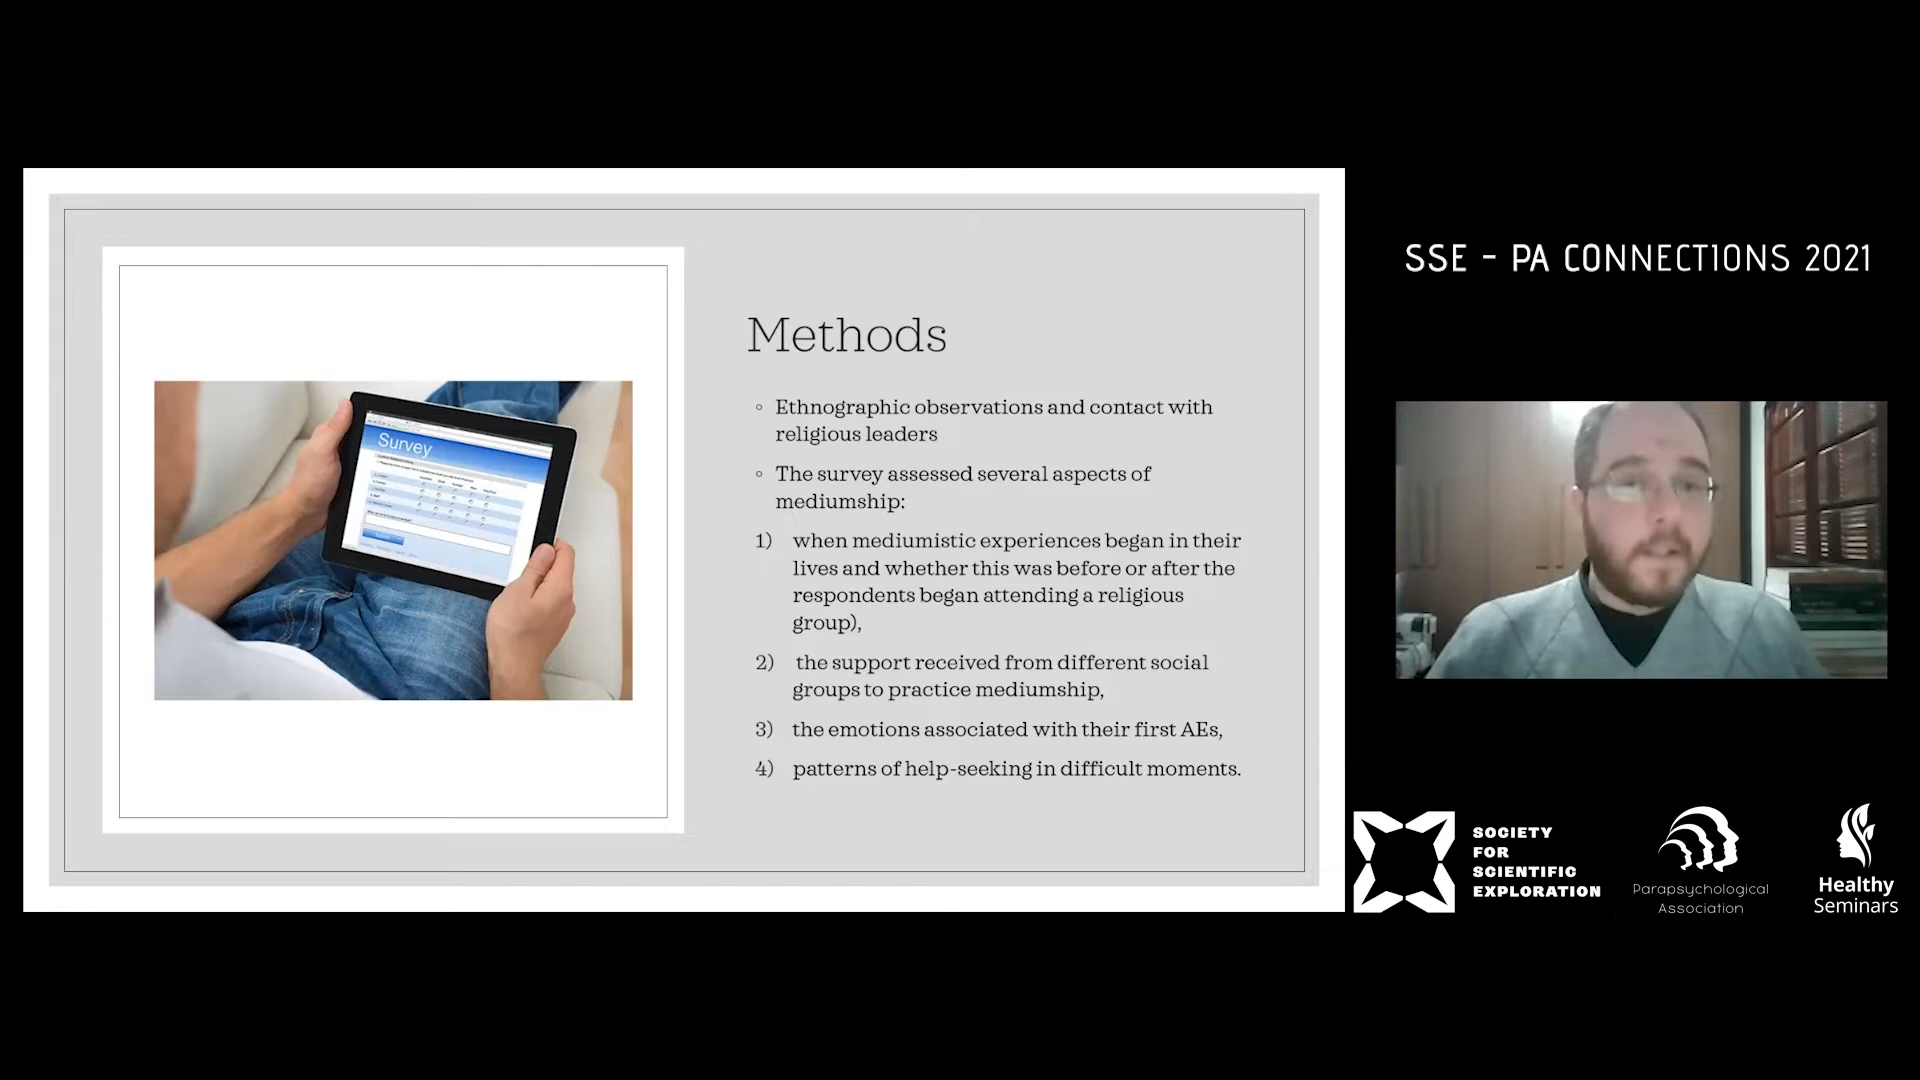 SSE - PA CONNECTIONS 2021
Survey
Methods
Ethnographic observations and contact with
religious leaders
The survey assessed several aspects of
mediumship:
1) when mediumistic experiences began in their
lives and whether this was before or after the
respondents began attending a religious
group),
2) the support received from different social
groups to practice mediumship,
3) the emotions associated with their first AEs,
4) patterns of help-seeking in difficult moments.
SOCIETY
FOR
SCIENTIFIC
EXPLORATION
Parapsychological
Association
Healthy
Seminars